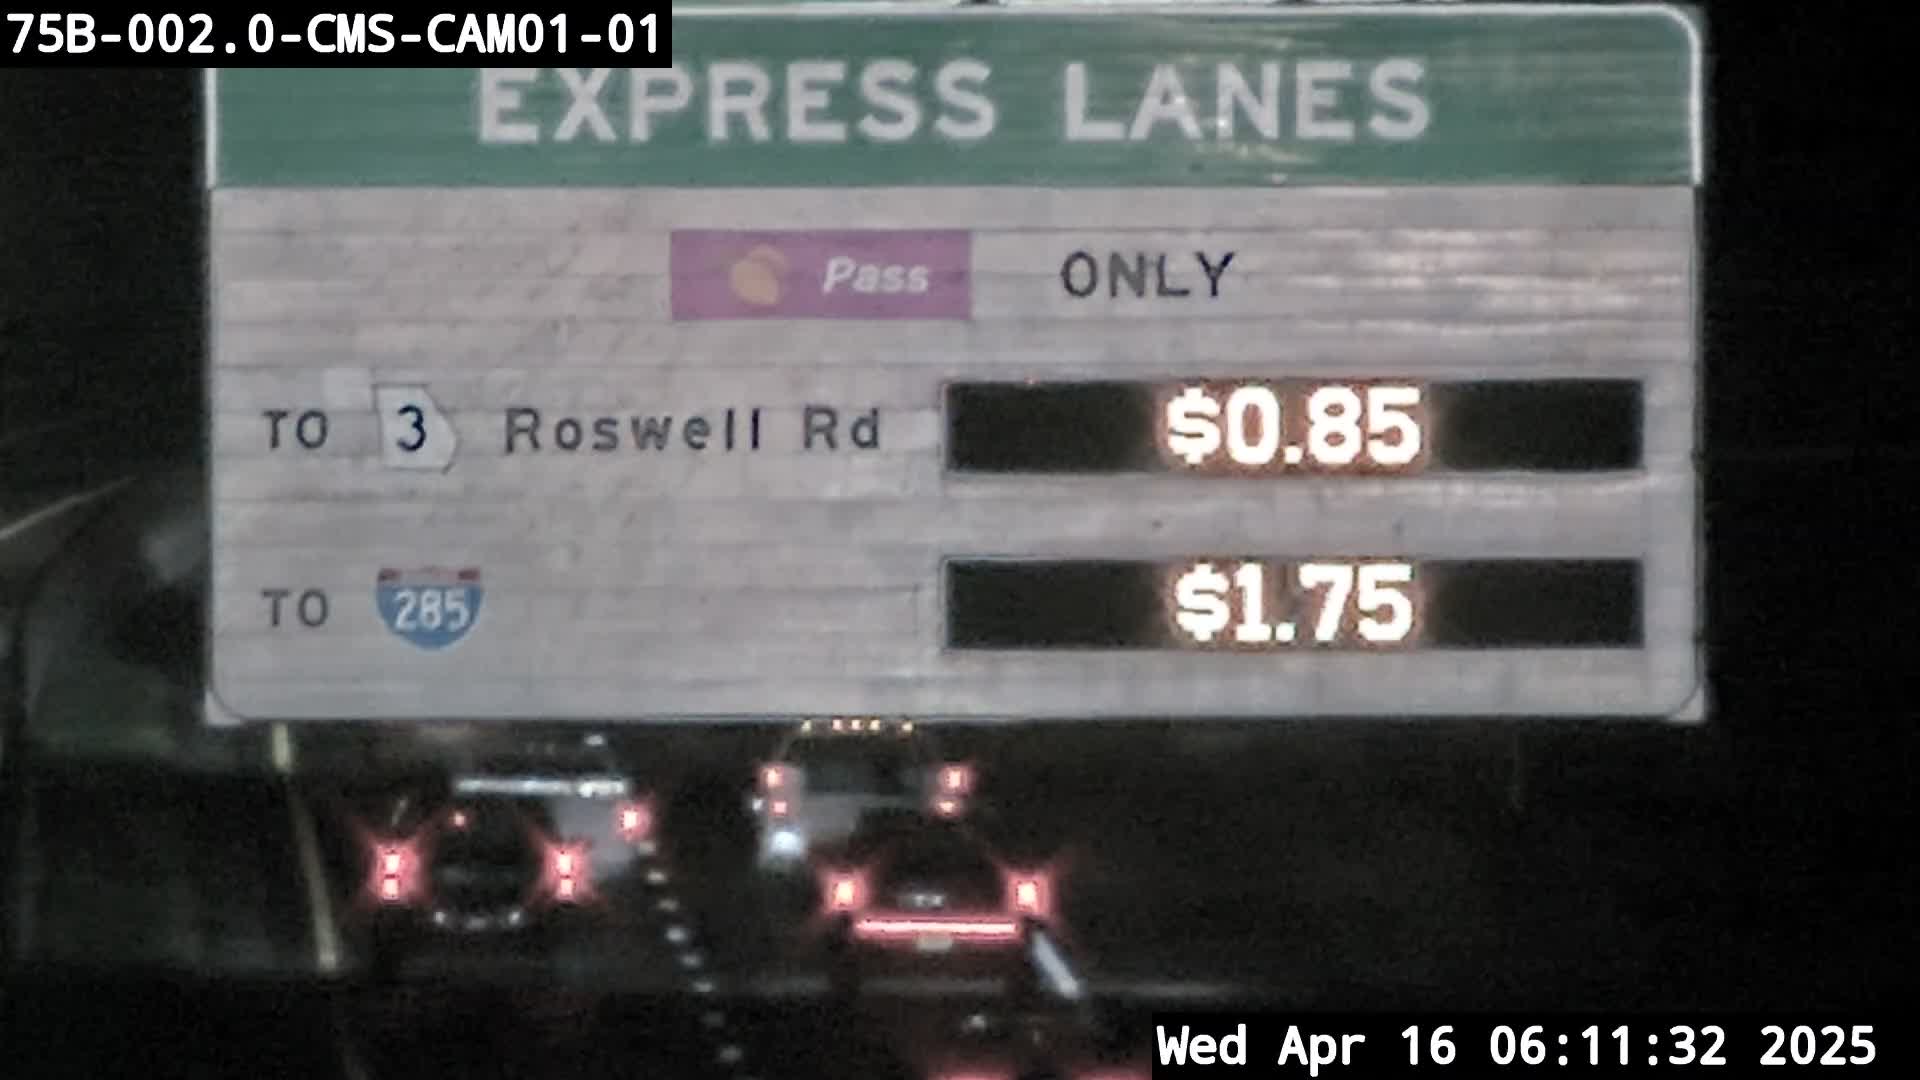 75B-002.0-CMS-CAM01-01
EXPRESS LANES
Pass ONLY
TO 3 Roswell Rd $0.85
TO 285 $1.75
Wed Apr 16 06:11:32 2025